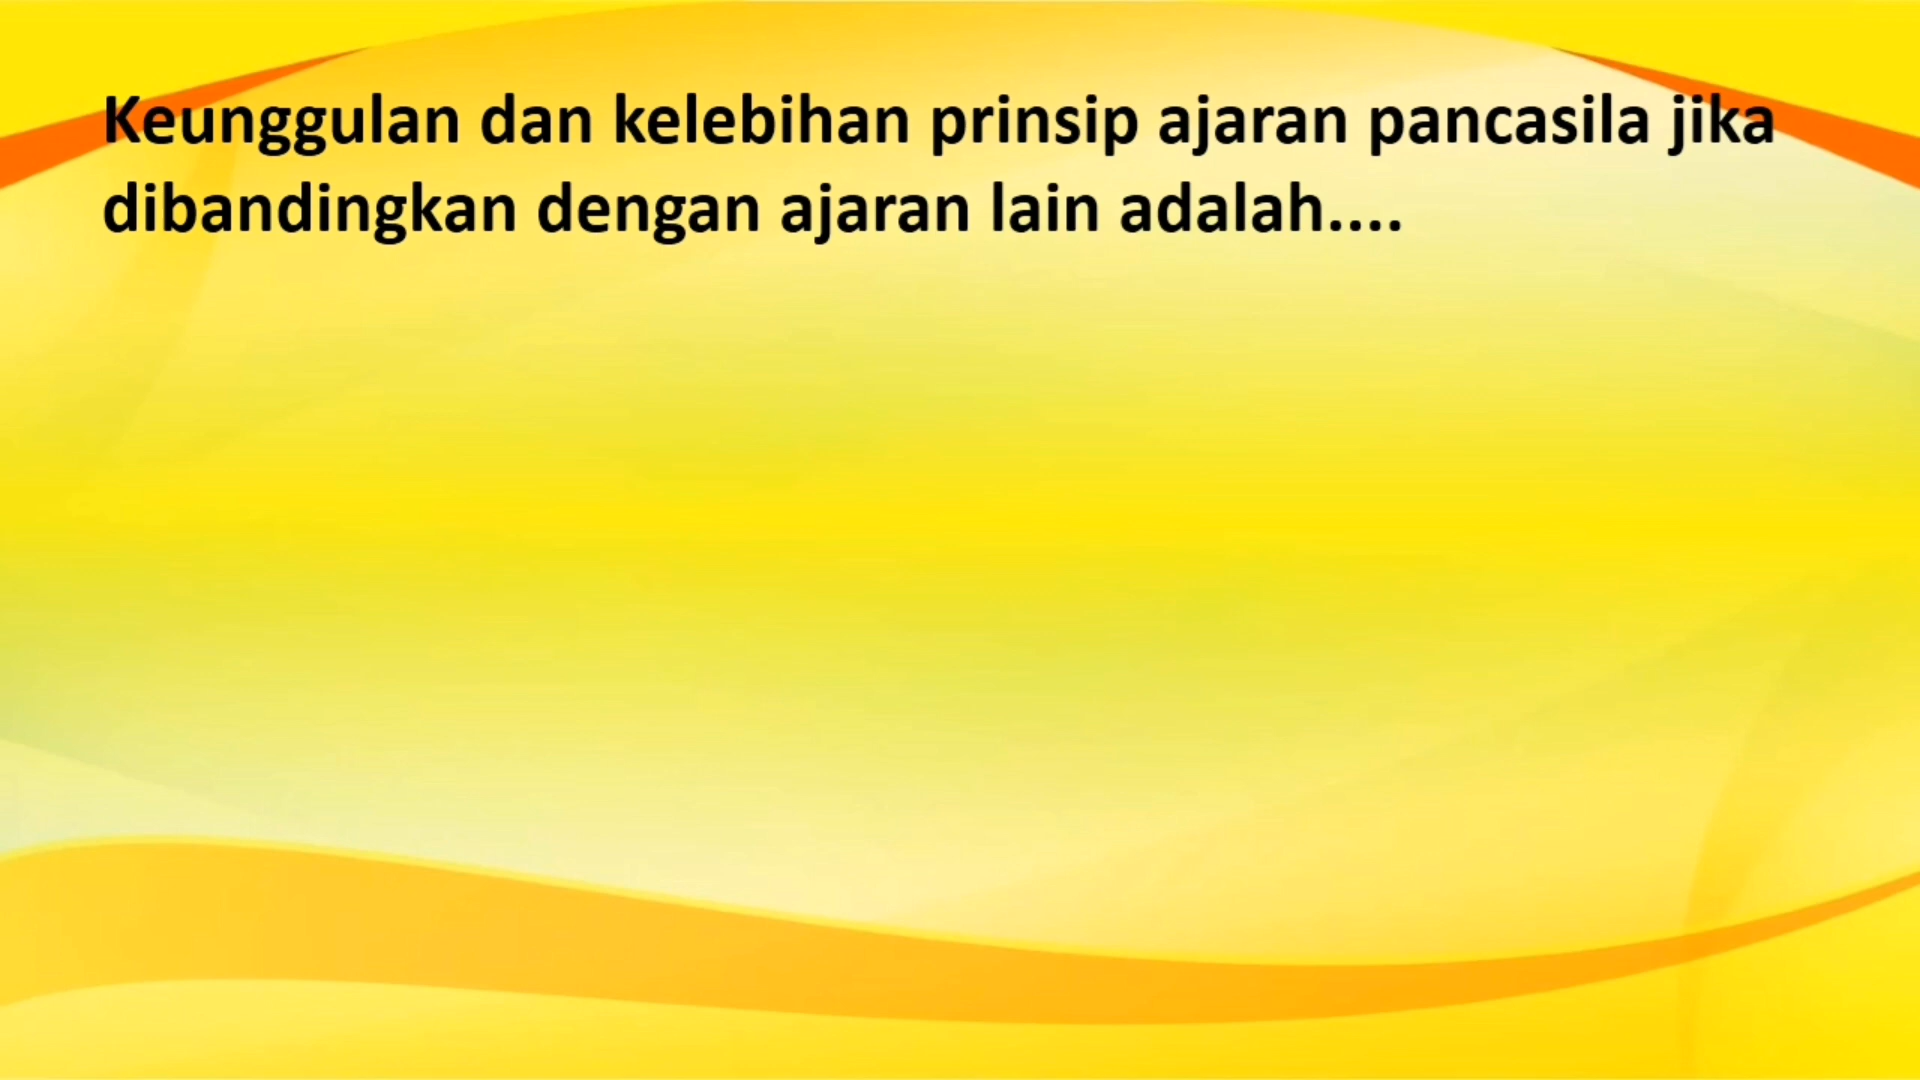 Keunggulan dan kelebihan prinsip ajaran pancasila jika
dibandingkan dengan ajaran lain adalah....